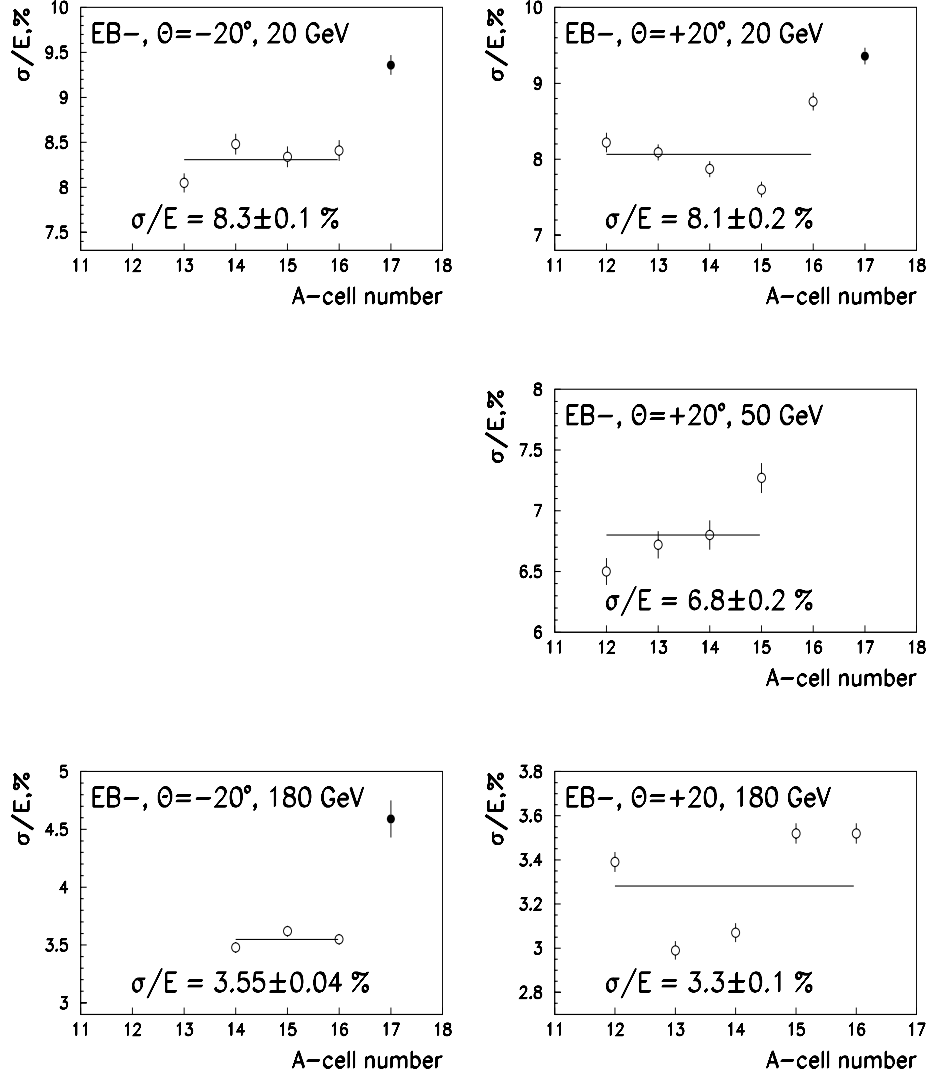 σ/E,%
10
9.5
9
8.5
8
7.5
EB−, Θ=−20°, 20 GeV
σ/E = 8.3±0.1 %
11 12 13 14 15 16 17 18
A−cell number
σ/E,%
10
9
8
7
EB−, Θ=+20°, 20 GeV
σ/E = 8.1±0.2 %
11 12 13 14 15 16 17 18
A−cell number
σ/E,%
8
7.5
7
6.5
6
EB−, Θ=+20°, 50 GeV
σ/E = 6.8±0.2 %
11 12 13 14 15 16 17 18
A−cell number
σ/E,%
5
4.5
4
3.5
3
EB−, Θ=−20°, 180 GeV
σ/E = 3.55±0.04 %
11 12 13 14 15 16 17 18
A−cell number
σ/E,%
3.8
3.6
3.4
3.2
3
2.8
EB−, Θ=+20, 180 GeV
σ/E = 3.3±0.1 %
11 12 13 14 15 16 17
A−cell number